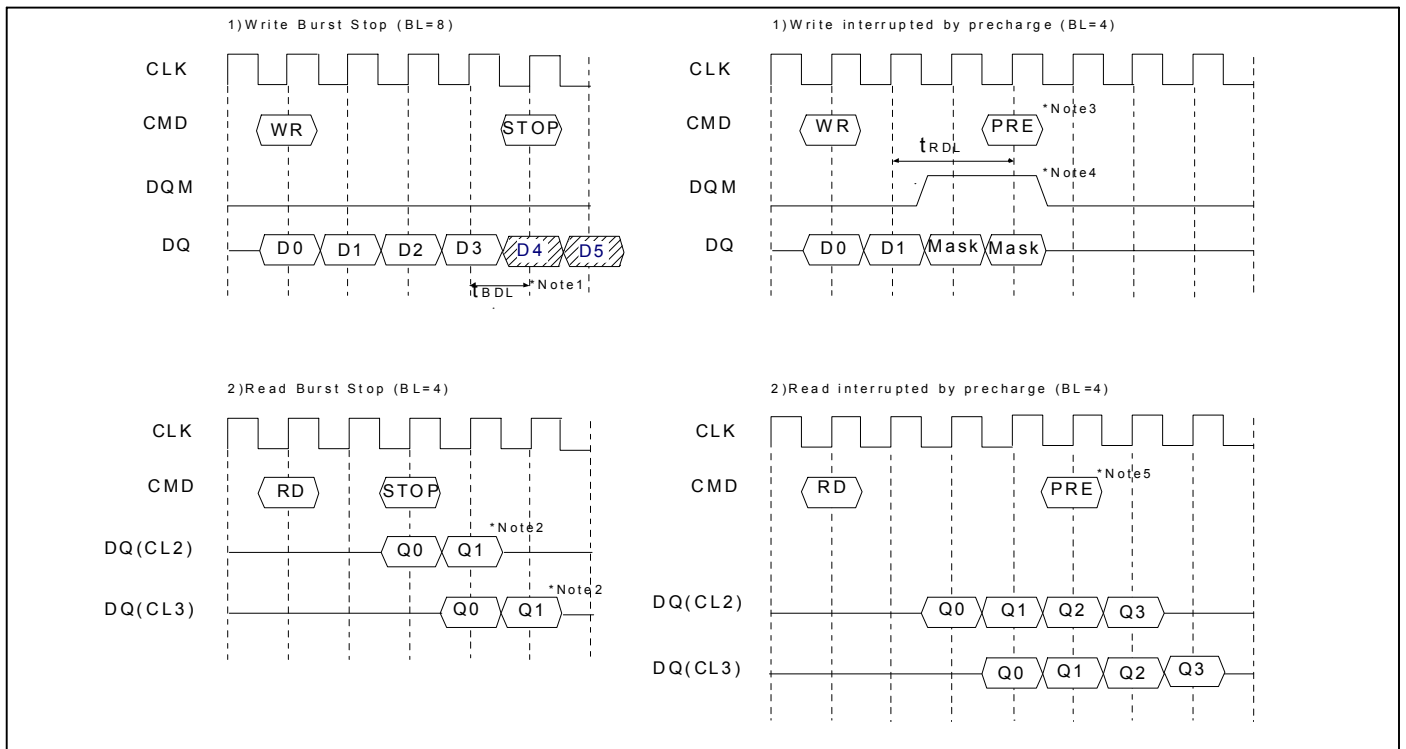 1)Write Burst Stop (BL=8)
CLK
CMD
WR
STOP
DQM
DQ
D0
D1
D2
D3
D4
D5
tBDL
*Note1
1)Write interrupted by precharge (BL=4)
CLK
CMD
WR
PRE
*Note3
tRDL
DQM
*Note4
DQ
D0
D1
Mask
Mask
2)Read Burst Stop (BL=4)
CLK
CMD
RD
STOP
DQ(CL2)
Q0
Q1
*Note2
DQ(CL3)
Q0
Q1
*Note2
2)Read interrupted by precharge (BL=4)
CLK
CMD
RD
PRE
*Note5
DQ(CL2)
Q0
Q1
Q2
Q3
DQ(CL3)
Q0
Q1
Q2
Q3